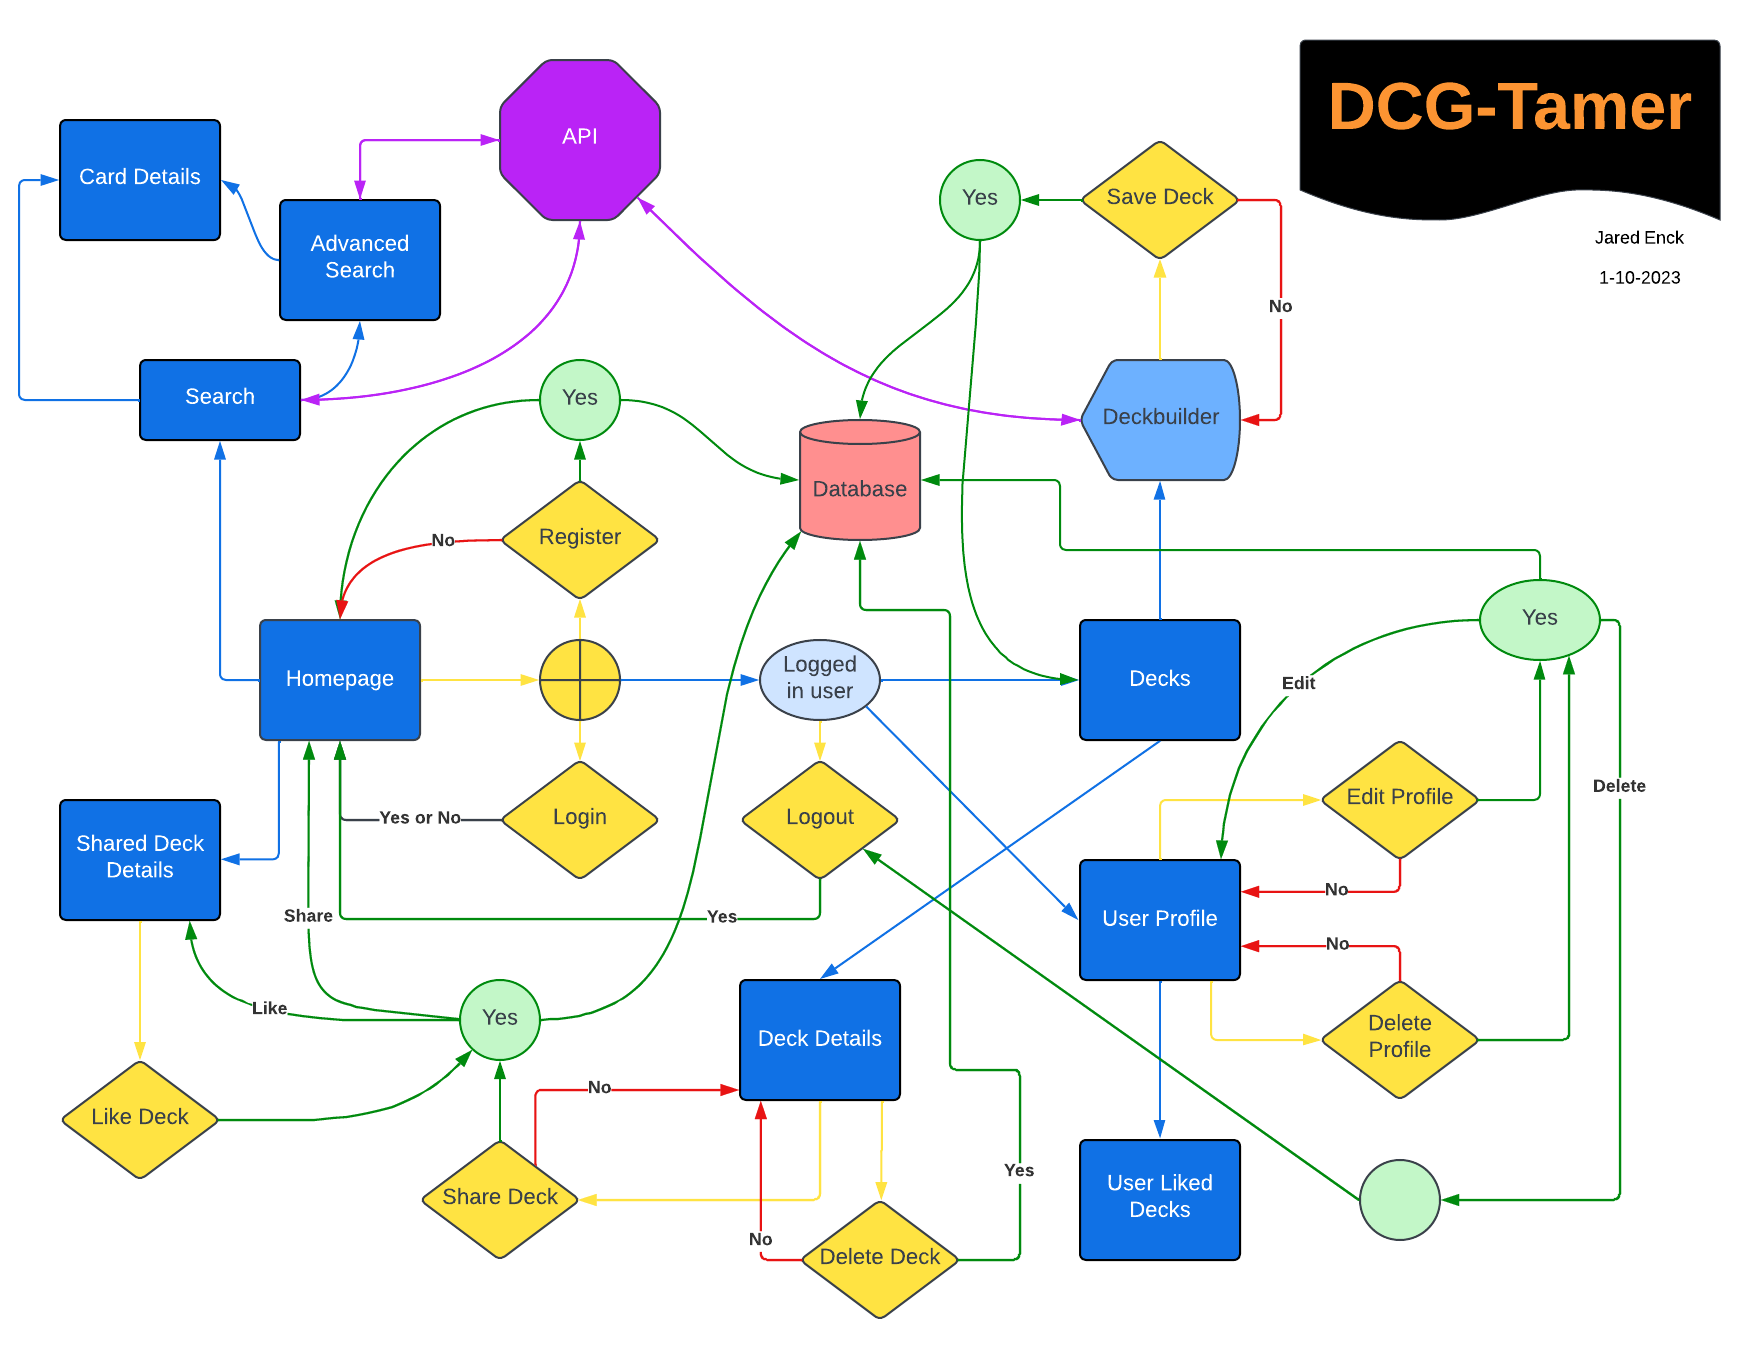 DCG-Tamer
Jared Enck
1-10-2023
API
Card Details
Advanced
Search
Search
Yes
Save Deck
Yes
No
Deckbuilder
Database
Register
No
Yes
Homepage
Logged
in user
Decks
Edit
Delete
Login
Yes or No
Logout
Edit Profile
Shared Deck
Details
No
Share
Yes
User Profile
No
Like
Yes
Deck Details
Delete
Profile
No
Like Deck
Yes
Share Deck
User Liked
Decks
No
Delete Deck